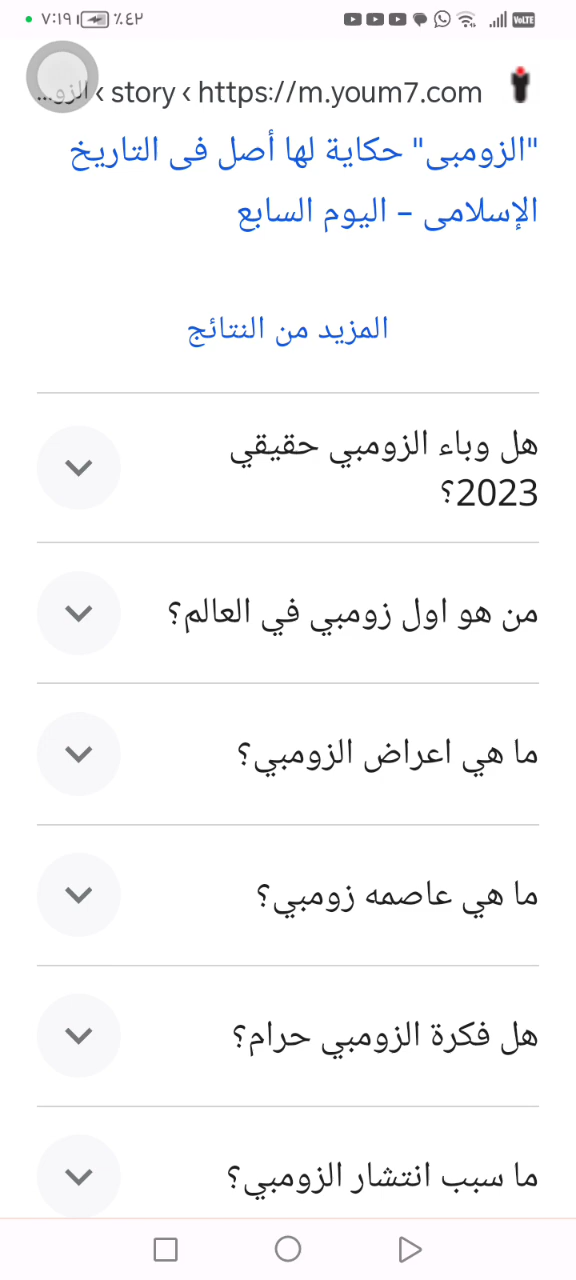 ٧:١٩ ٪٤٢
VoLTE
https://m.youm7.com › story › الزو...
"الزومبى" حكاية لها أصل فى التاريخ
الإسلامى – اليوم السابع
المزيد من النتائج
هل وباء الزومبي حقيقي
2023؟
من هو اول زومبي في العالم؟
ما هي اعراض الزومبي؟
ما هي عاصمه زومبي؟
هل فكرة الزومبي حرام؟
ما سبب انتشار الزومبي؟